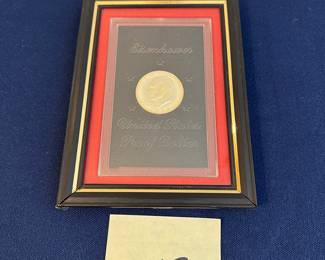 Eisenhower
United States
Proof Dollar